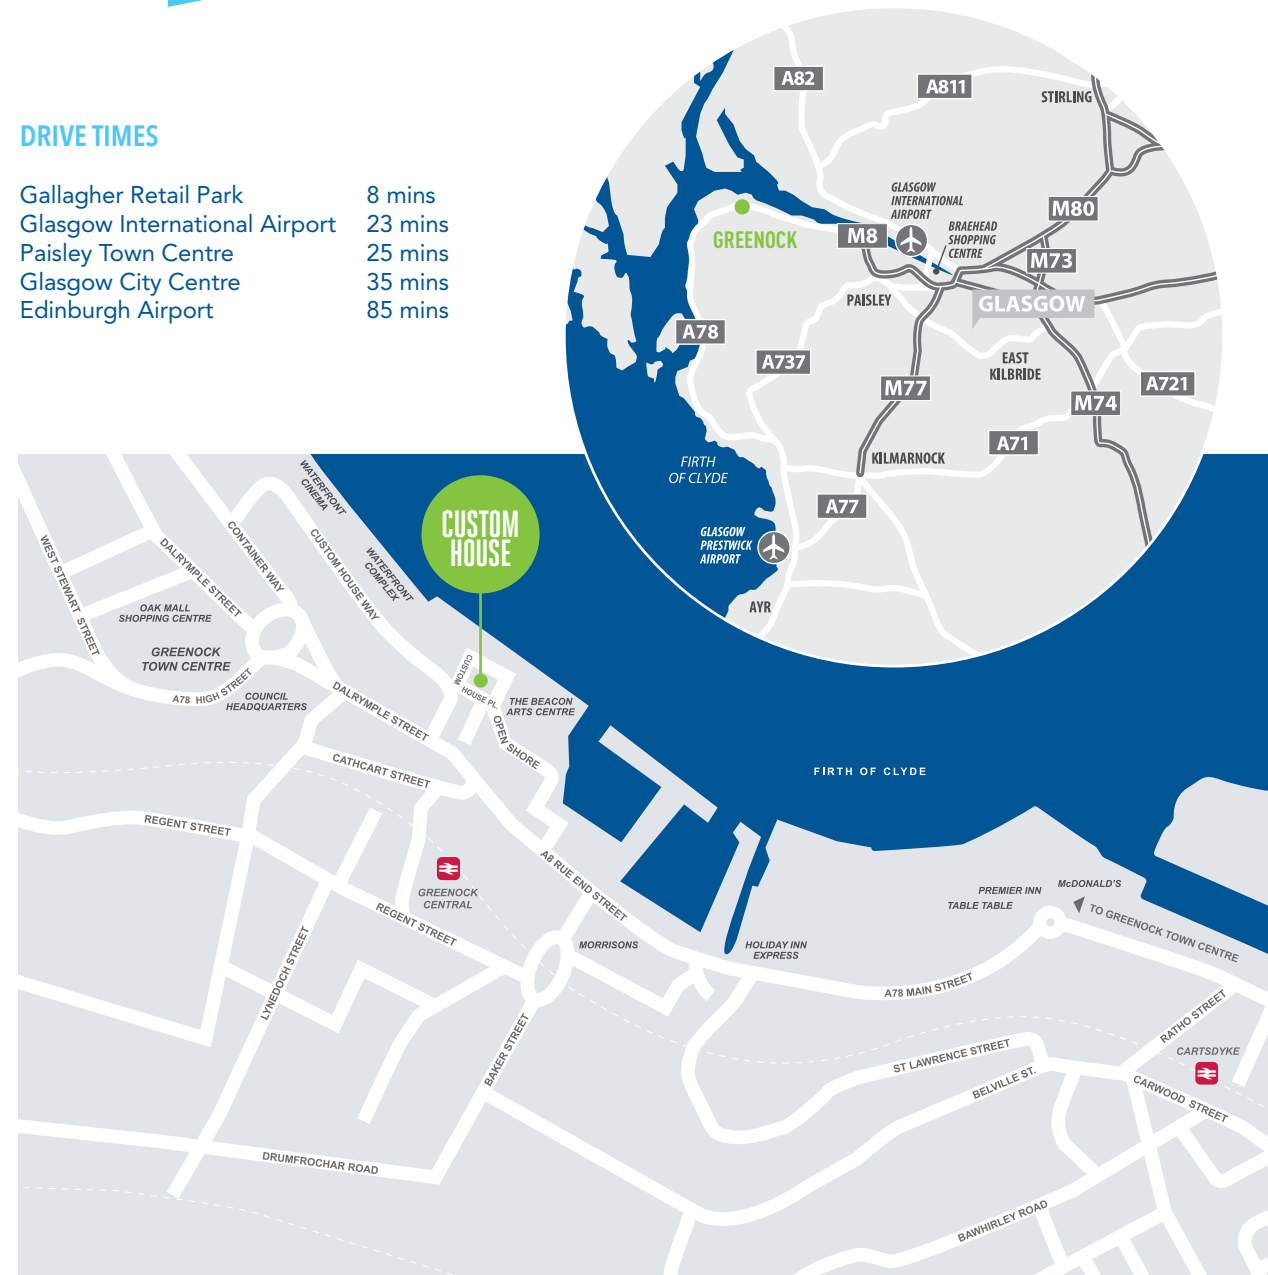 DRIVE TIMES
Gallagher Retail Park 8 mins
Glasgow International Airport 23 mins
Paisley Town Centre 25 mins
Glasgow City Centre 35 mins
Edinburgh Airport 85 mins
A82
A811
STIRLING
GLASGOW
INTERNATIONAL
AIRPORT
M80
GREENOCK
M8
BRAEHEAD
SHOPPING
CENTRE
M73
PAISLEY
GLASGOW
A78
A737
EAST
KILBRIDE
M77
M74
A721
A71
KILMARNOCK
FIRTH
OF CLYDE
A77
GLASGOW
PRESTWICK
AIRPORT
AYR
WATERFRONT
CINEMA
CUSTOM
HOUSE
WEST STEWART STREET
DALRYMPLE STREET
CONTAINER WAY
CUSTOM HOUSE WAY
WATERFRONT
COMPLEX
OAK MALL
SHOPPING CENTRE
GREENOCK
TOWN CENTRE
A78 HIGH STREET
COUNCIL
HEADQUARTERS
DALRYMPLE STREET
CUSTOM
HOUSE PL.
THE BEACON
ARTS CENTRE
OPEN SHORE
CATHCART STREET
FIRTH OF CLYDE
REGENT STREET
A8 RUE END STREET
GREENOCK
CENTRAL
REGENT STREET
MORRISONS
HOLIDAY INN
EXPRESS
PREMIER INN
McDONALD'S
TABLE TABLE
TO GREENOCK TOWN CENTRE
LYNEDOCH STREET
A78 MAIN STREET
BAKER STREET
RATHO STREET
CARTSDYKE
ST LAWRENCE STREET
BELVILLE ST.
CARWOOD STREET
DRUMFROCHAR ROAD
BAWHIRLEY ROAD